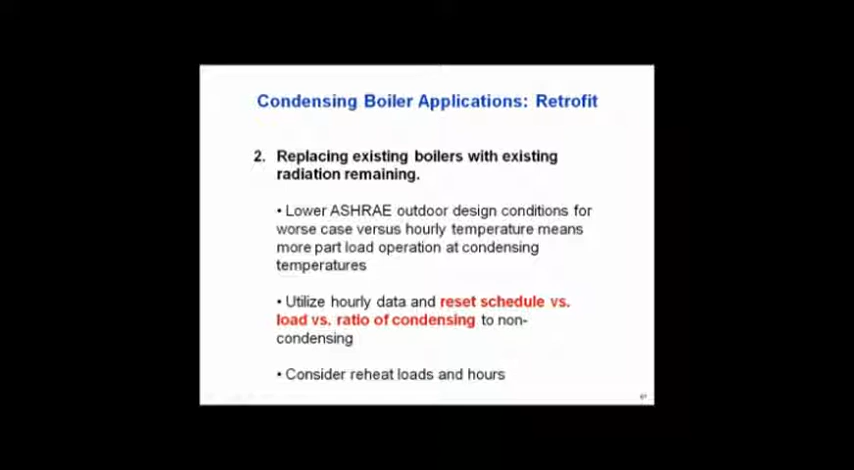 Condensing Boiler Applications: Retrofit
2. Replacing existing boilers with existing
radiation remaining.
• Lower ASHRAE outdoor design conditions for
worse case versus hourly temperature means
more part load operation at condensing
temperatures
• Utilize hourly data and reset schedule vs.
load vs. ratio of condensing to non-
condensing
• Consider reheat loads and hours